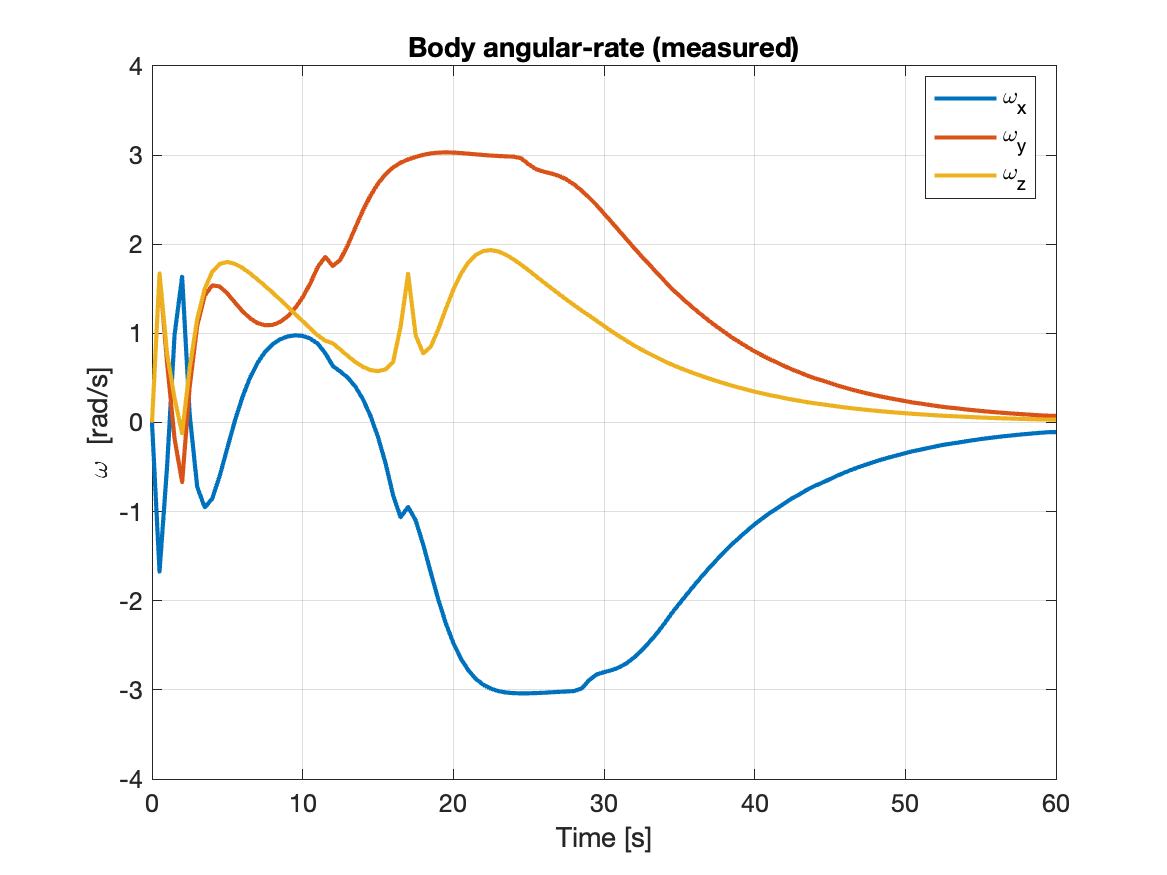 Body angular-rate (measured)
4
3
2
1
0
-1
-2
-3
-4
ω [rad/s]
0 10 20 30 40 50 60
Time [s]
ωx
ωy
ωz